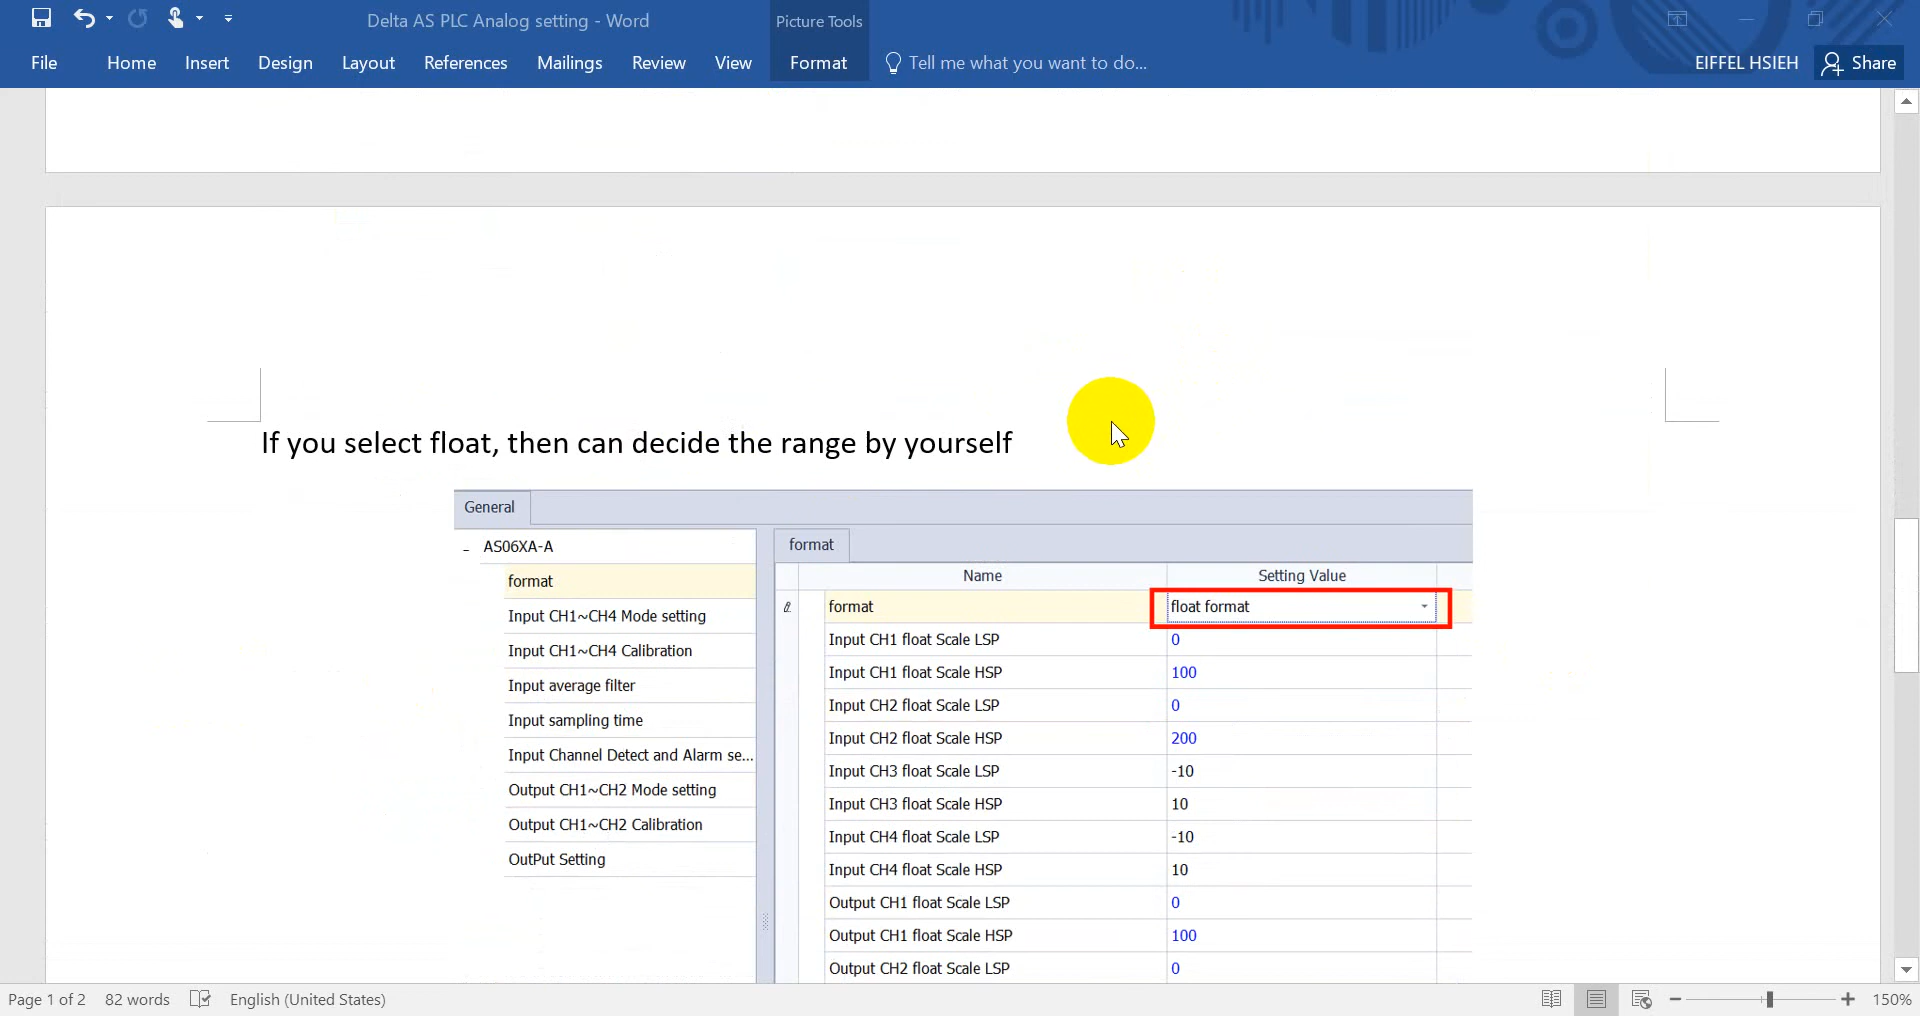 Delta AS PLC Analog setting - Word
Picture Tools
File Home Insert Design Layout References Mailings Review View Format Tell me what you want to do... EIFFEL HSIEH Share
If you select float, then can decide the range by yourself
General
AS06XA-A
format
Input CH1~CH4 Mode setting
Input CH1~CH4 Calibration
Input average filter
Input sampling time
Input Channel Detect and Alarm se...
Output CH1~CH2 Mode setting
Output CH1~CH2 Calibration
OutPut Setting
format
Name Setting Value
format float format
Input CH1 float Scale LSP 0
Input CH1 float Scale HSP 100
Input CH2 float Scale LSP 0
Input CH2 float Scale HSP 200
Input CH3 float Scale LSP -10
Input CH3 float Scale HSP 10
Input CH4 float Scale LSP -10
Input CH4 float Scale HSP 10
Output CH1 float Scale LSP 0
Output CH1 float Scale HSP 100
Output CH2 float Scale LSP 0
Page 1 of 2 82 words English (United States) 150%